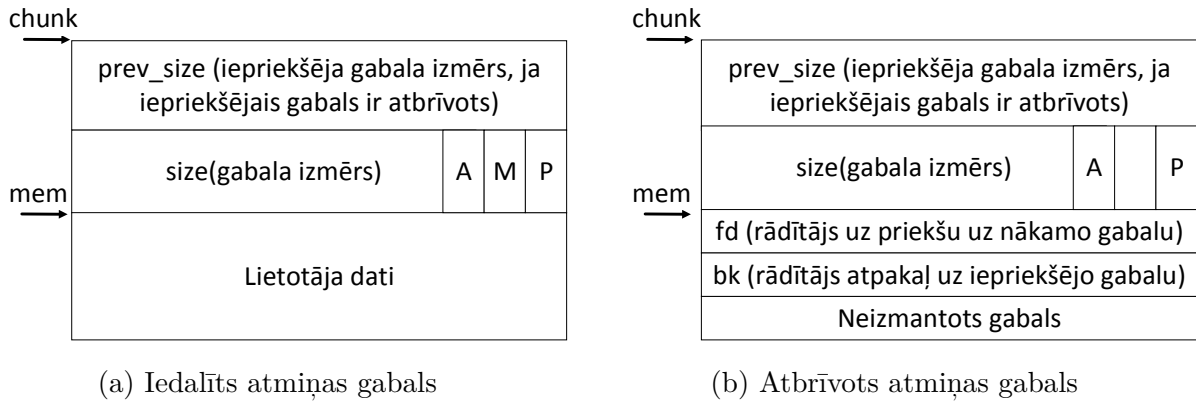 chunk
prev_size (iepriekšēja gabala izmērs, ja
iepriekšējais gabals ir atbrīvots)
size(gabala izmērs) A M P
mem
Lietotāja dati
(a) Iedalīts atmiņas gabals
chunk
prev_size (iepriekšēja gabala izmērs, ja
iepriekšējais gabals ir atbrīvots)
size(gabala izmērs) A P
mem
fd (rādītājs uz priekšu uz nākamo gabalu)
bk (rādītājs atpakaļ uz iepriekšējo gabalu)
Neizmantots gabals
(b) Atbrīvots atmiņas gabals